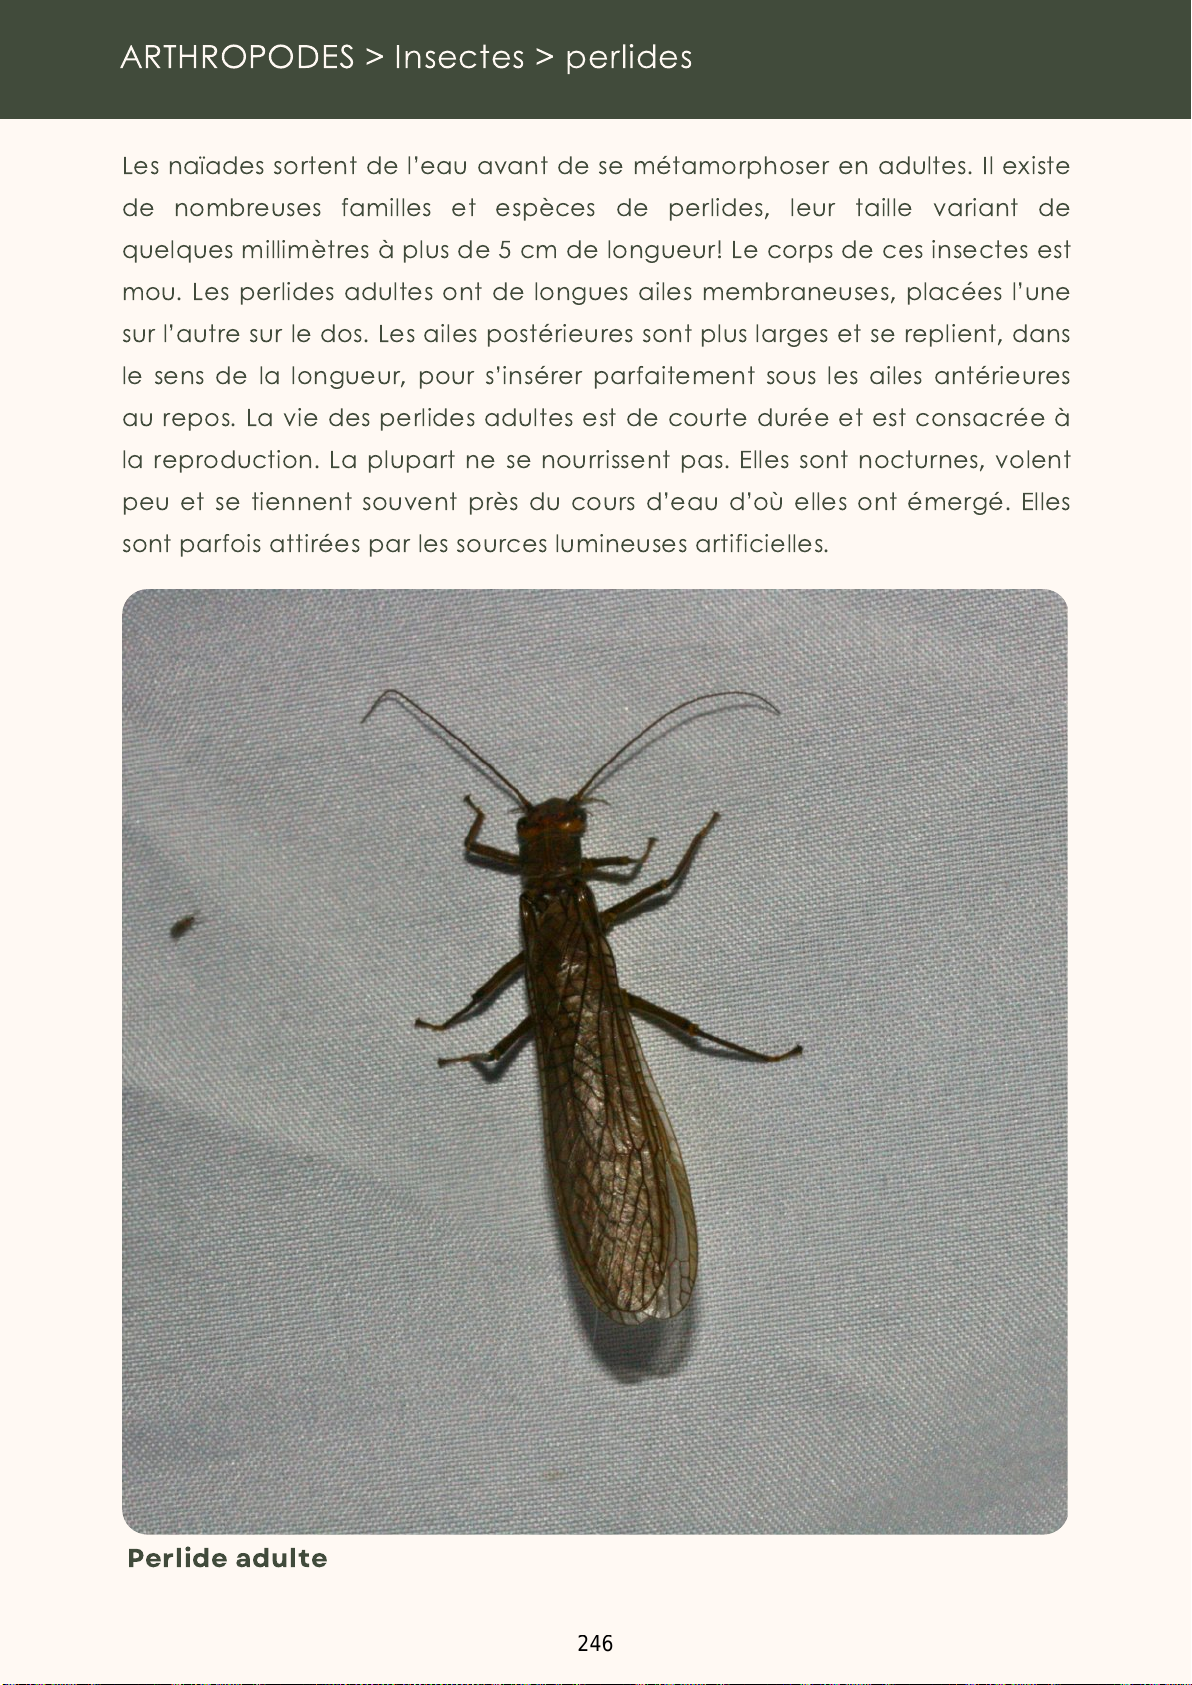 ARTHROPODES > Insectes > perlides
Les naïades sortent de l'eau avant de se métamorphoser en adultes. Il existe
de nombreuses familles et espèces de perlides, leur taille variant de
quelques millimètres à plus de 5 cm de longueur! Le corps de ces insectes est
mou. Les perlides adultes ont de longues ailes membraneuses, placées l'une
sur l'autre sur le dos. Les ailes postérieures sont plus larges et se replient, dans
le sens de la longueur, pour s'insérer parfaitement sous les ailes antérieures
au repos. La vie des perlides adultes est de courte durée et est consacrée à
la reproduction. La plupart ne se nourrissent pas. Elles sont nocturnes, volent
peu et se tiennent souvent près du cours d'eau d'où elles ont émergé. Elles
sont parfois attirées par les sources lumineuses artificielles.
Perlide adulte
246